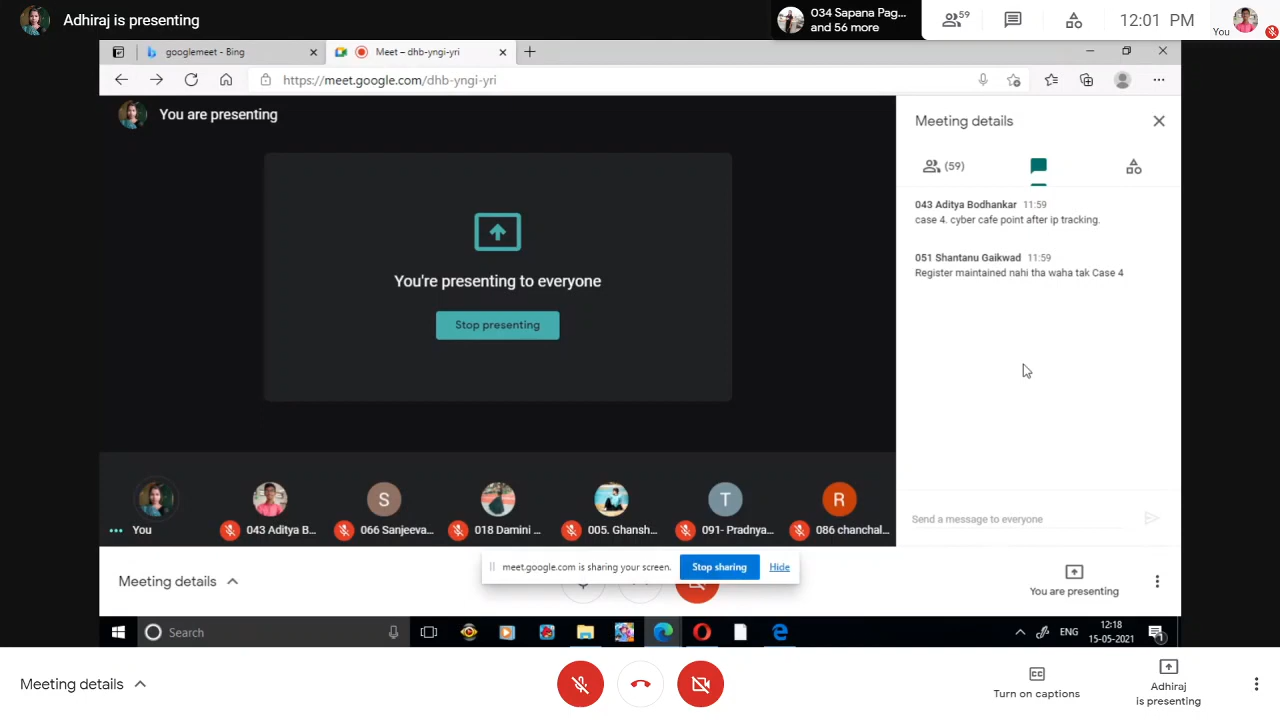 Adhiraj is presenting
034 Sapana Pag...
and 56 more
59
12:01 PM
You
googlemeet - Bing
Meet – dhb-yngi-yri
https://meet.google.com/dhb-yngi-yri
You are presenting
Meeting details
(59)
043 Aditya Bodhankar 11:59
case 4. cyber cafe point after ip tracking.
051 Shantanu Gaikwad 11:59
Register maintained nahi tha waha tak Case 4
You're presenting to everyone
Stop presenting
S
T
R
You
043 Aditya B...
066 Sanjeeva...
018 Damini ...
005. Ghansh...
091- Pradnya...
086 chanchal...
Send a message to everyone
Meeting details
meet.google.com is sharing your screen.
Stop sharing
Hide
You are presenting
Search
ENG
12:18
15-05-2021
1
Meeting details
CC
Turn on captions
Adhiraj
is presenting